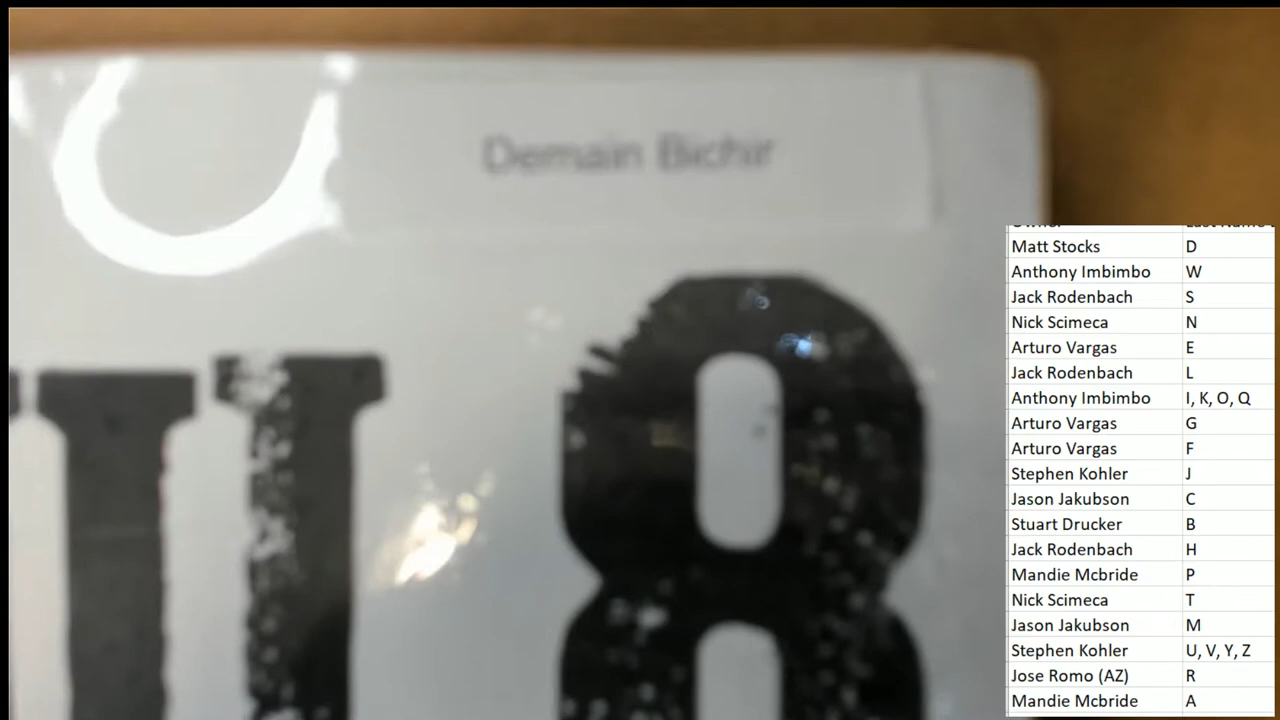 Demain Bichir
8
Matt Stocks D
Anthony Imbimbo W
Jack Rodenbach S
Nick Scimeca N
Arturo Vargas E
Jack Rodenbach L
Anthony Imbimbo I, K, O, Q
Arturo Vargas G
Arturo Vargas F
Stephen Kohler J
Jason Jakubson C
Stuart Drucker B
Jack Rodenbach H
Mandie Mcbride P
Nick Scimeca T
Jason Jakubson M
Stephen Kohler U, V, Y, Z
Jose Romo (AZ) R
Mandie Mcbride A